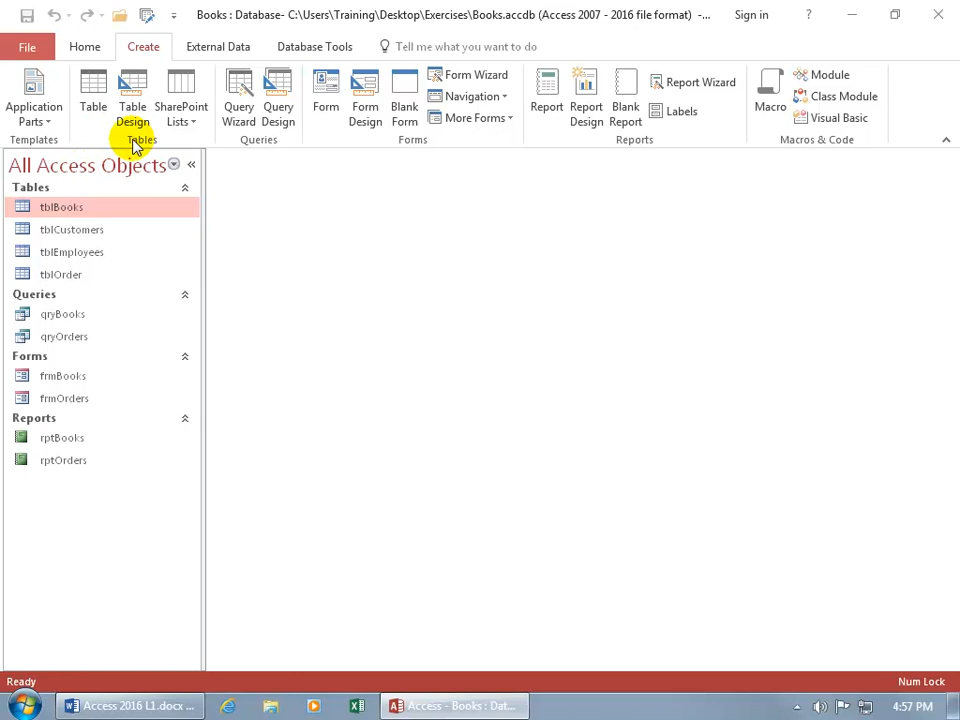 Books : Database- C:\Users\Training\Desktop\Exercises\Books.accdb (Access 2007 - 2016 file format) -...
Sign in
?
File
Home
Create
External Data
Database Tools
Tell me what you want to do
Application Parts
Table
Table Design
SharePoint Lists
Query Wizard
Query Design
Form
Form Design
Blank Form
Form Wizard
Navigation
More Forms
Report
Report Design
Blank Report
Report Wizard
Labels
Macro
Module
Class Module
Visual Basic
Templates
Tables
Queries
Forms
Reports
Macros & Code
All Access Objects
Tables
tblBooks
tblCustomers
tblEmployees
tblOrder
Queries
qryBooks
qryOrders
Forms
frmBooks
frmOrders
Reports
rptBooks
rptOrders
Ready
Num Lock
Access 2016 L1.docx ...
Access - Books : Dat...
4:57 PM